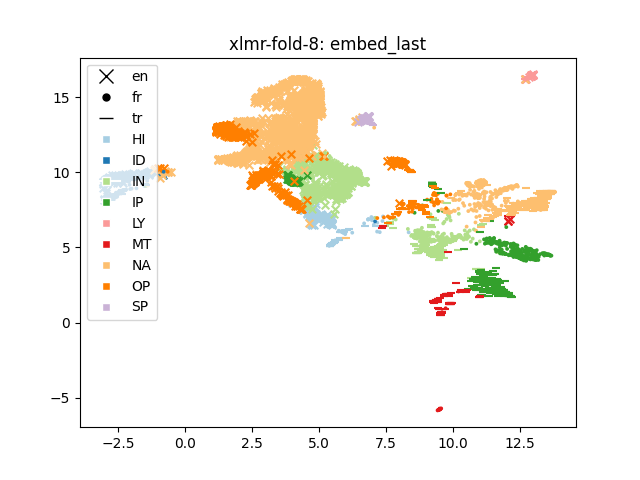 xlmr-fold-8: embed_last
en
fr
tr
HI
ID
IN
IP
LY
MT
NA
OP
SP
15
10
5
0
−5
−2.5
0.0
2.5
5.0
7.5
10.0
12.5